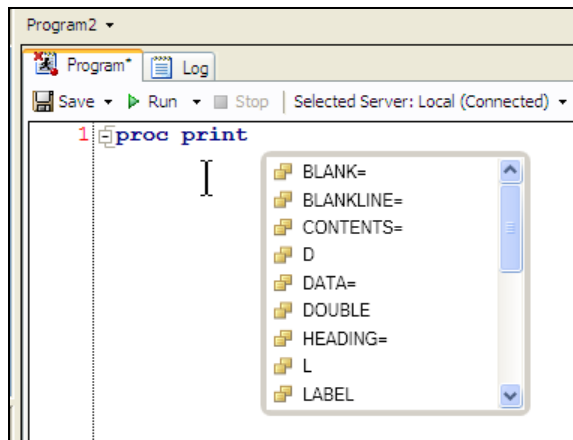 Program2
Program* Log
Save Run Stop Selected Server: Local (Connected)
1 proc print
BLANK=
BLANKLINE=
CONTENTS=
D
DATA=
DOUBLE
HEADING=
L
LABEL